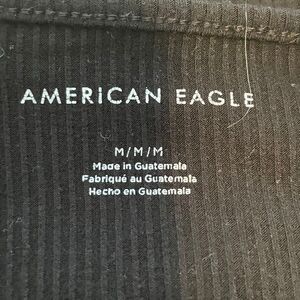 AMERICAN EAGLE
M/M/M
Made in Guatemala
Fabriqué au Guatemala
Hecho en Guatemala